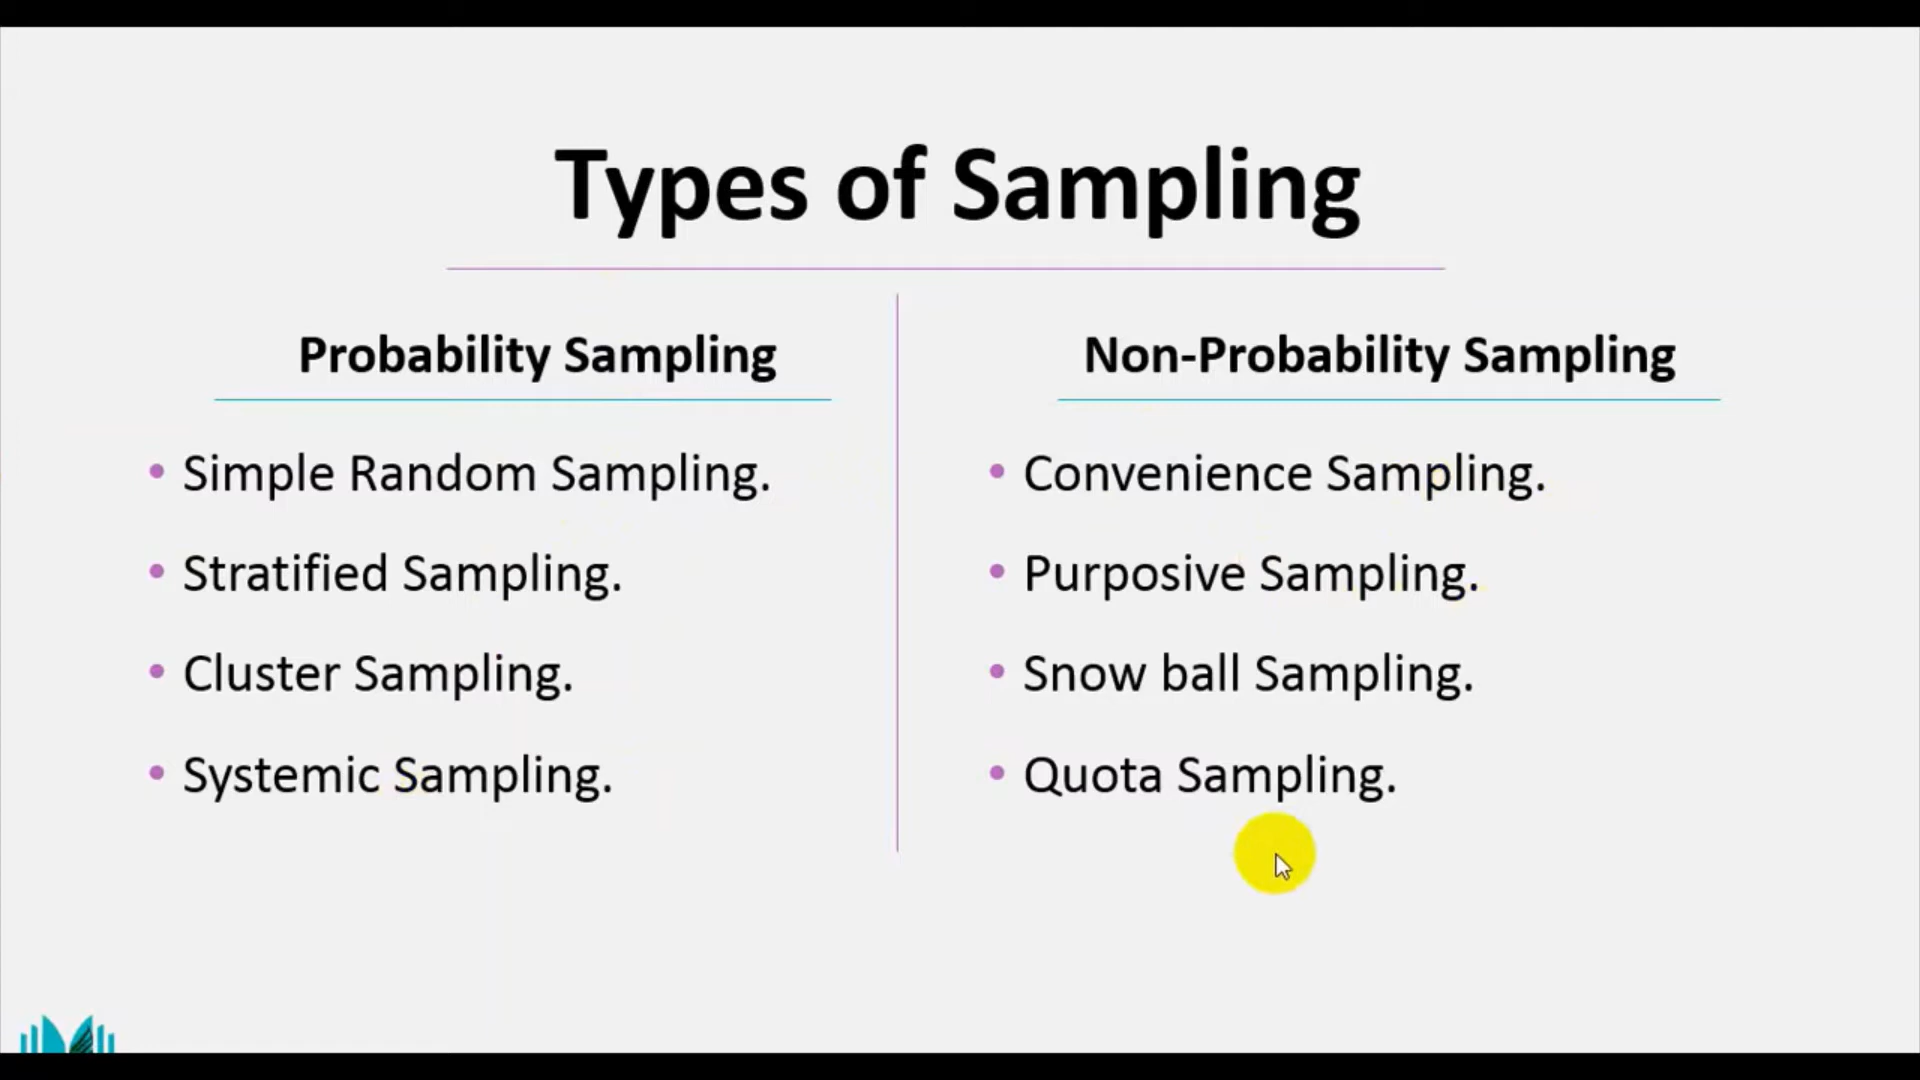 Types of Sampling
Probability Sampling
• Simple Random Sampling.
• Stratified Sampling.
• Cluster Sampling.
• Systemic Sampling.
Non-Probability Sampling
• Convenience Sampling.
• Purposive Sampling.
• Snow ball Sampling.
• Quota Sampling.